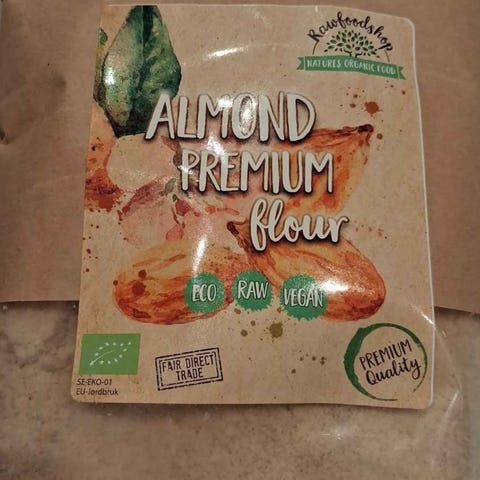 Rawfoodshop
NATURES ORGANIC FOOD
ALMOND
PREMIUM
flour
ECO RAW VEGAN
FAIR DIRECT
TRADE
PREMIUM
Quality
SE-EKO-01
EU-Jordbruk